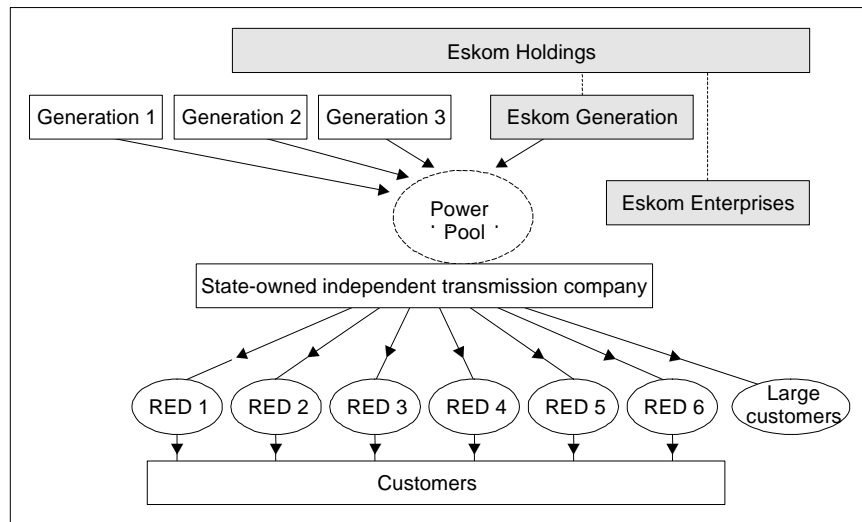 Eskom Holdings
Generation 1
Generation 2
Generation 3
Eskom Generation
Eskom Enterprises
Power
Pool
State-owned independent transmission company
RED 1
RED 2
RED 3
RED 4
RED 5
RED 6
Large
customers
Customers